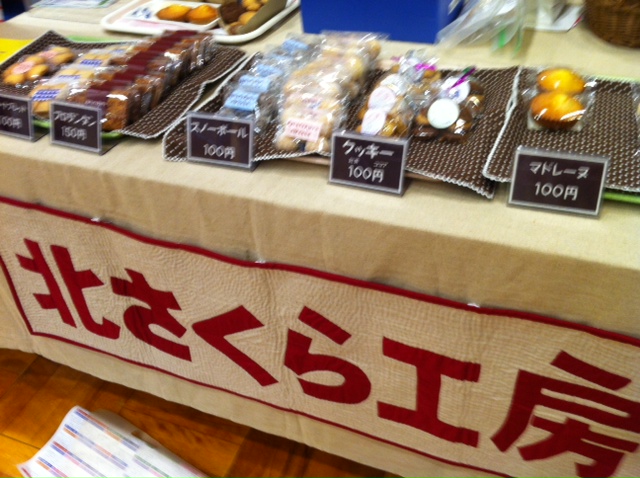 100円
フロランタン
150円
スノーボール
100円
クッキー
100円
マドレーヌ
100円
北さくら工房